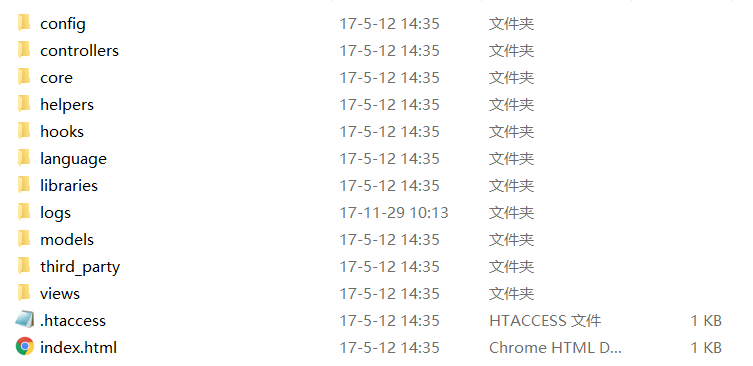 config 17-5-12 14:35 文件夹
controllers 17-5-12 14:35 文件夹
core 17-5-12 14:35 文件夹
helpers 17-5-12 14:35 文件夹
hooks 17-5-12 14:35 文件夹
language 17-5-12 14:35 文件夹
libraries 17-5-12 14:35 文件夹
logs 17-11-29 10:13 文件夹
models 17-5-12 14:35 文件夹
third_party 17-5-12 14:35 文件夹
views 17-5-12 14:35 文件夹
.htaccess 17-5-12 14:35 HTACCESS 文件 1 KB
index.html 17-5-12 14:35 Chrome HTML D... 1 KB